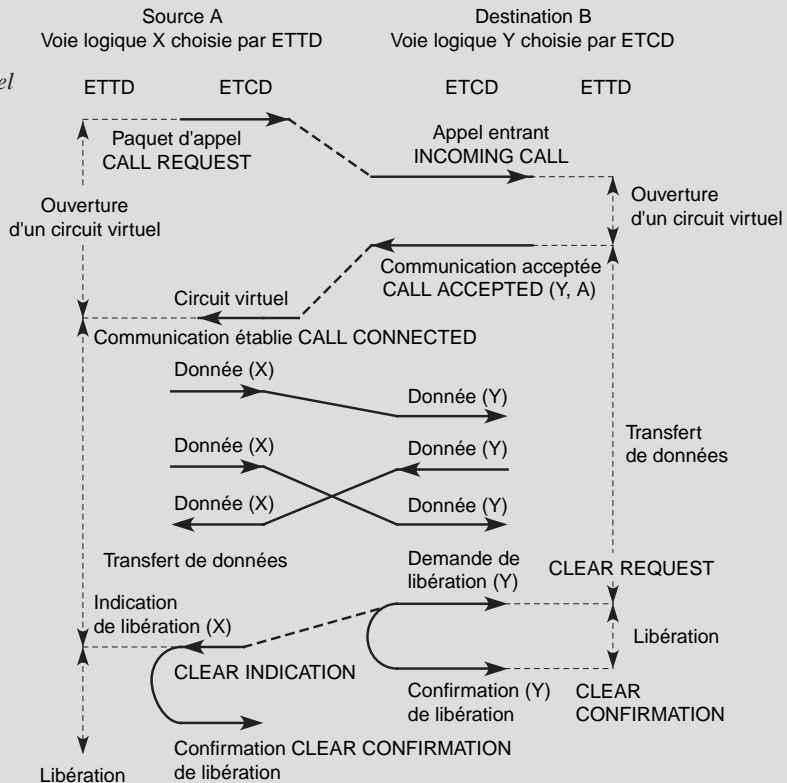 Source A
Voie logique X choisie par ETTD
Destination B
Voie logique Y choisie par ETCD
el
ETTD
ETCD
ETCD
ETTD
Paquet d'appel
CALL REQUEST
Appel entrant
INCOMING CALL
Ouverture
d'un circuit virtuel
Ouverture
d'un circuit virtuel
Communication acceptée
CALL ACCEPTED (Y, A)
Circuit virtuel
Communication établie CALL CONNECTED
Donnée (X)
Donnée (Y)
Donnée (X)
Donnée (Y)
Donnée (X)
Donnée (Y)
Transfert
de données
Transfert de données
Demande de
libération (Y)
CLEAR REQUEST
Indication
de libération (X)
Libération
CLEAR INDICATION
Confirmation (Y)
de libération
CLEAR
CONFIRMATION
Confirmation CLEAR CONFIRMATION
de libération
Libération